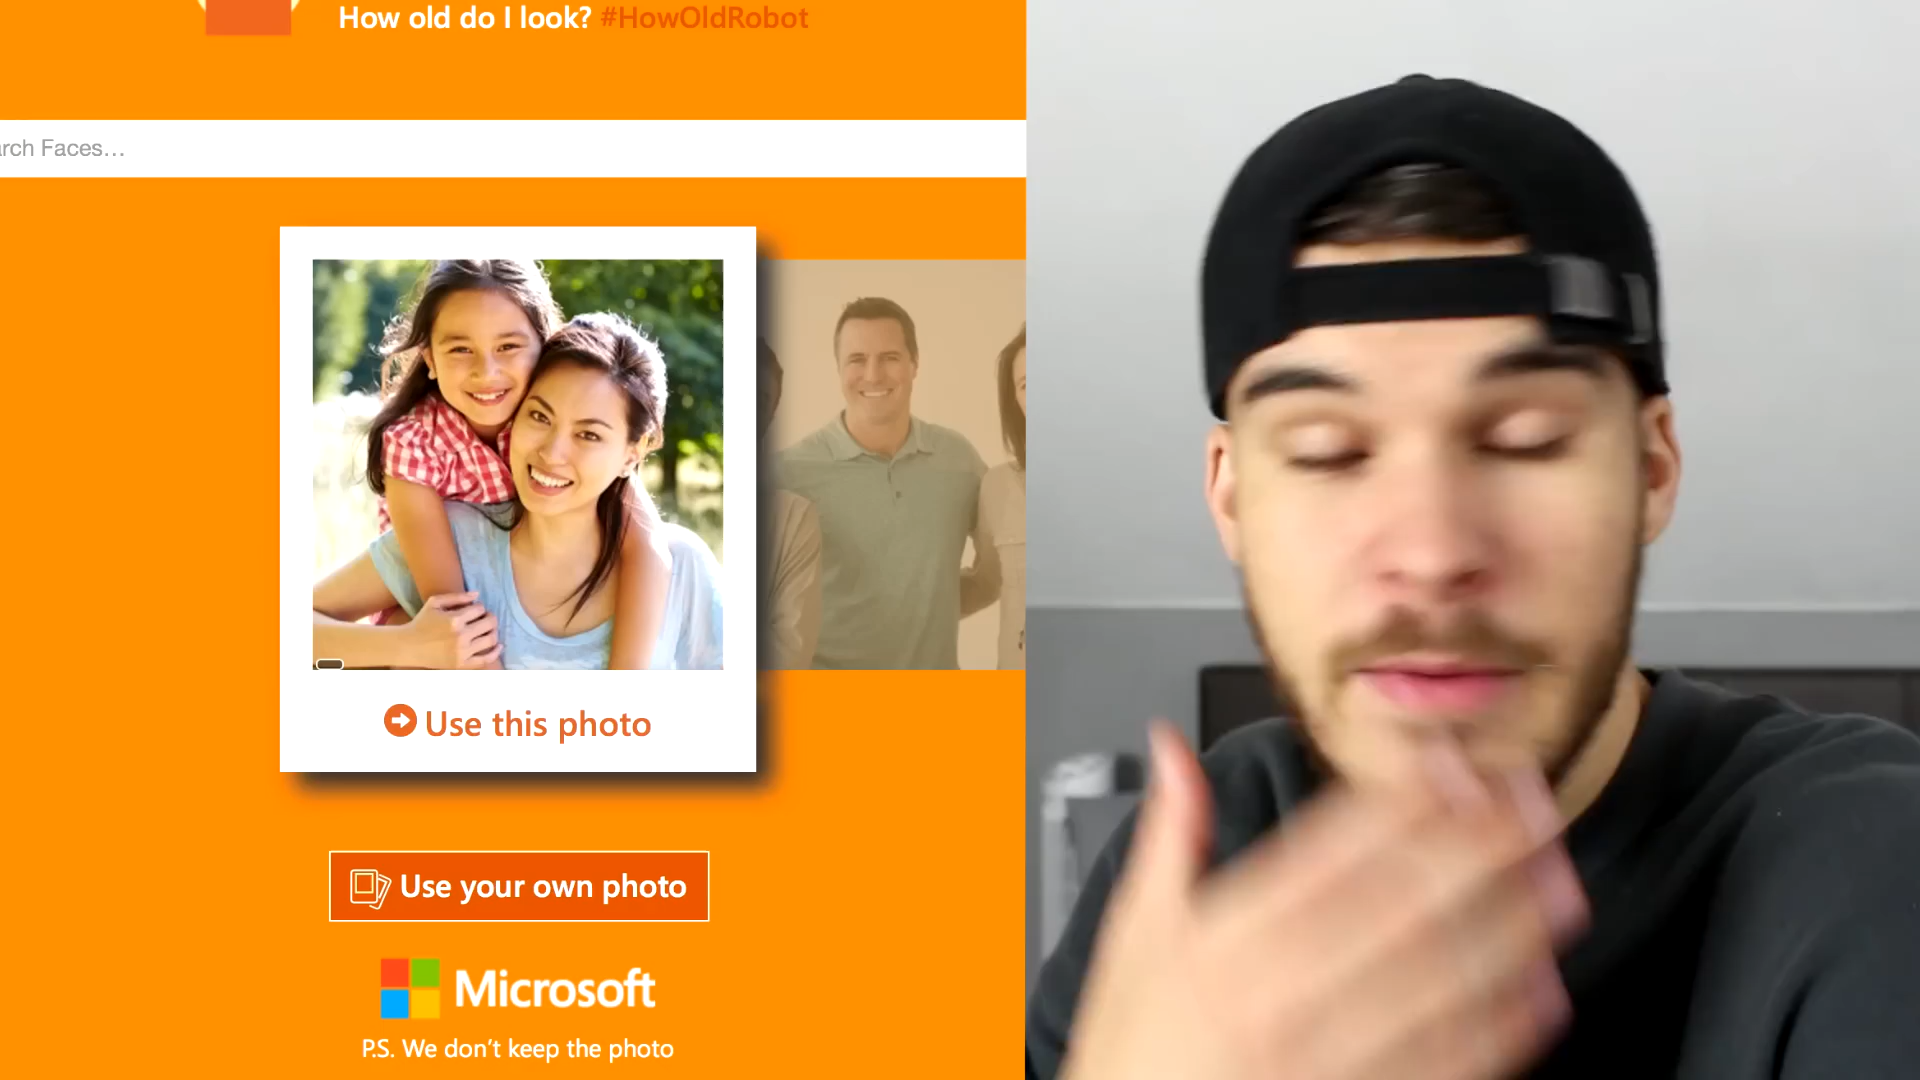 How old do I look? #HowOldRobot
rch Faces...
Use this photo
Use your own photo
Microsoft
P.S. We don't keep the photo